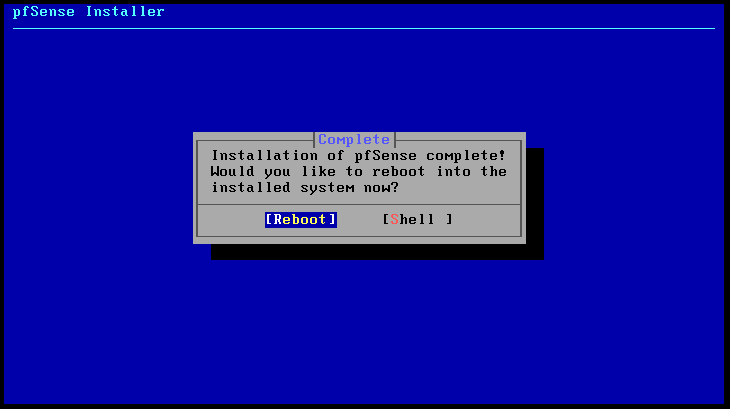 pfSense Installer
Complete
Installation of pfSense complete!
Would you like to reboot into the
installed system now?
[Reboot] [Shell ]